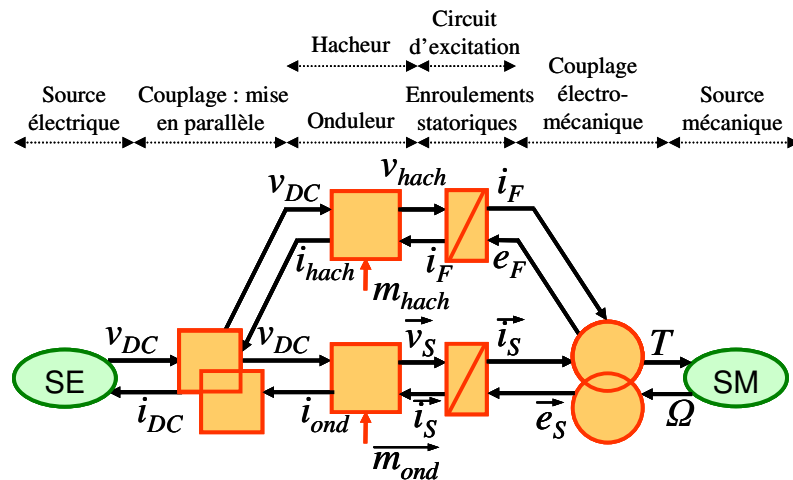 Circuit
Hacheur d'excitation
Couplage
Source Couplage : mise Enroulements électro- Source
électrique en parallèle Onduleur statoriques mécanique mécanique
v_hach
v_DC i_F
i_hach i_F e_F
m_hach
v_DC v_DC v_S i_S T
SE SM
i_DC i_ond i_S e_S Ω
m_ond